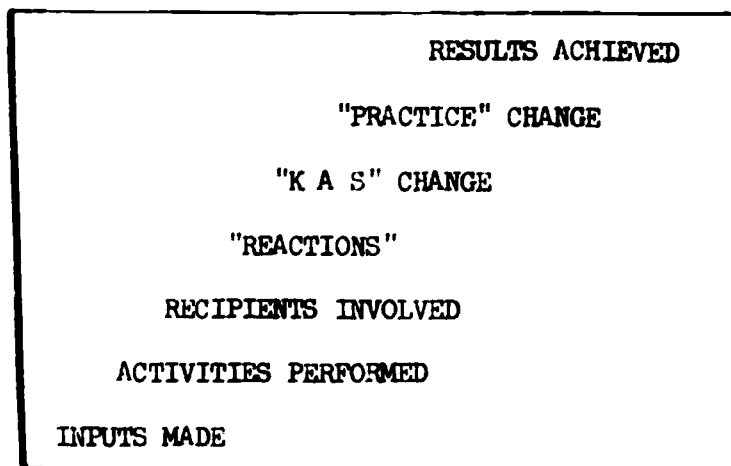 RESULTS ACHIEVED
"PRACTICE" CHANGE
"K A S" CHANGE
"REACTIONS"
RECIPIENTS INVOLVED
ACTIVITIES PERFORMED
INPUTS MADE